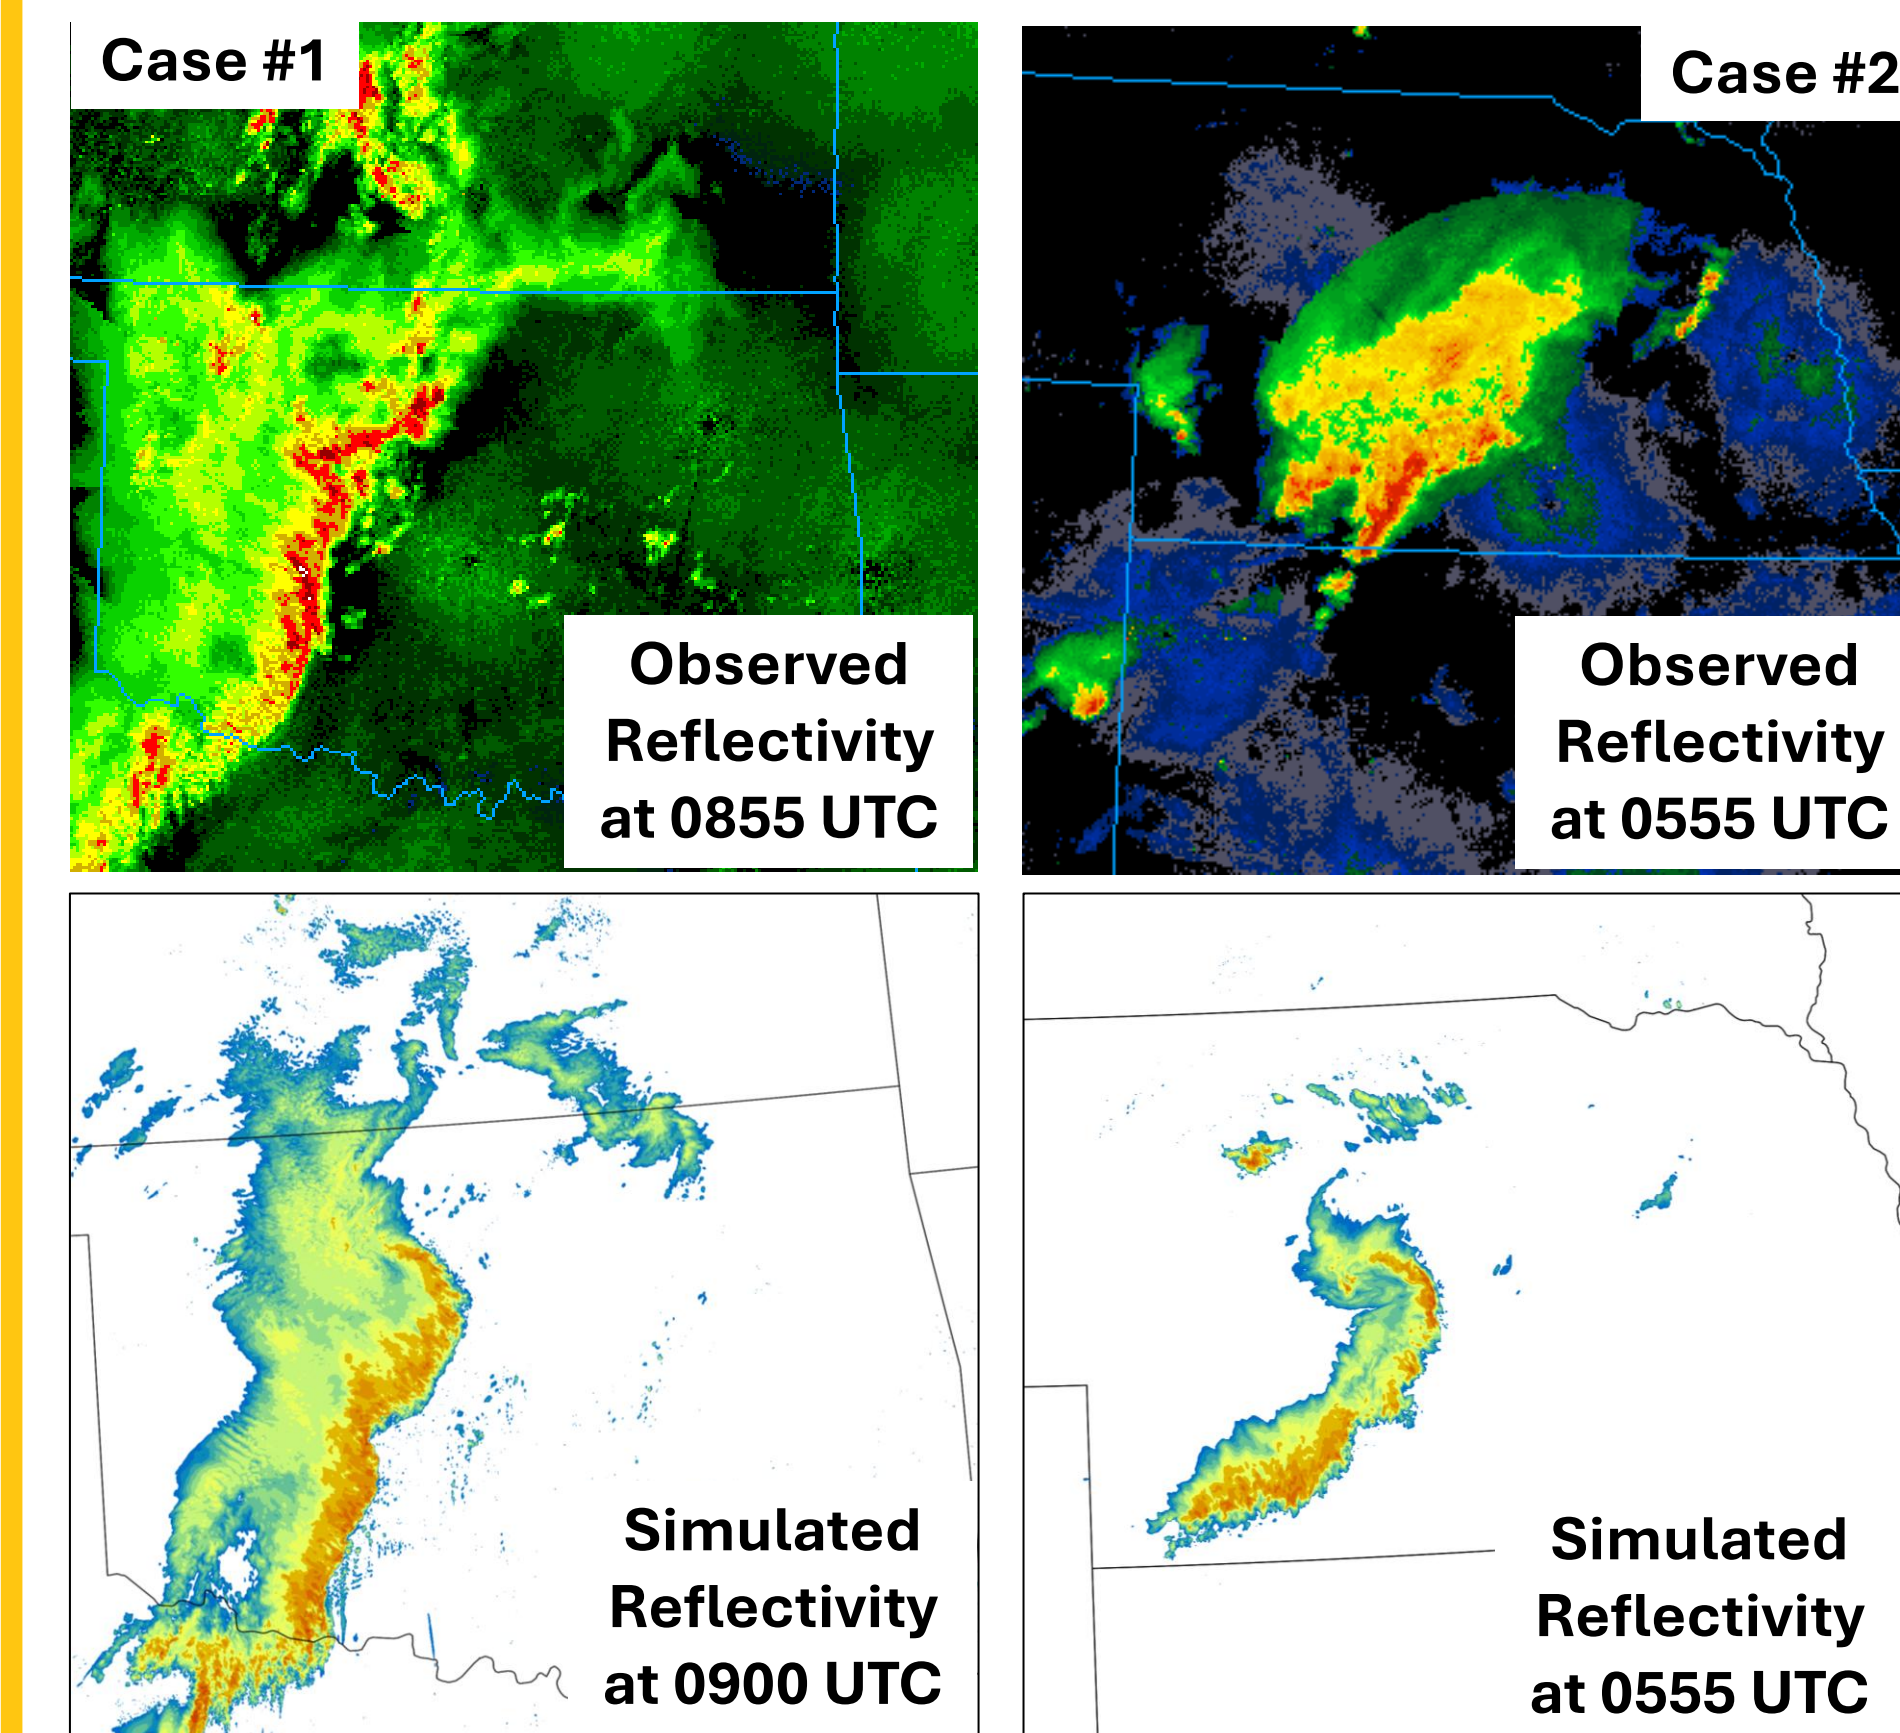 Case #1
Case #2
Observed
Reflectivity
at 0855 UTC
Observed
Reflectivity
at 0555 UTC
Simulated
Reflectivity
at 0900 UTC
Simulated
Reflectivity
at 0555 UTC